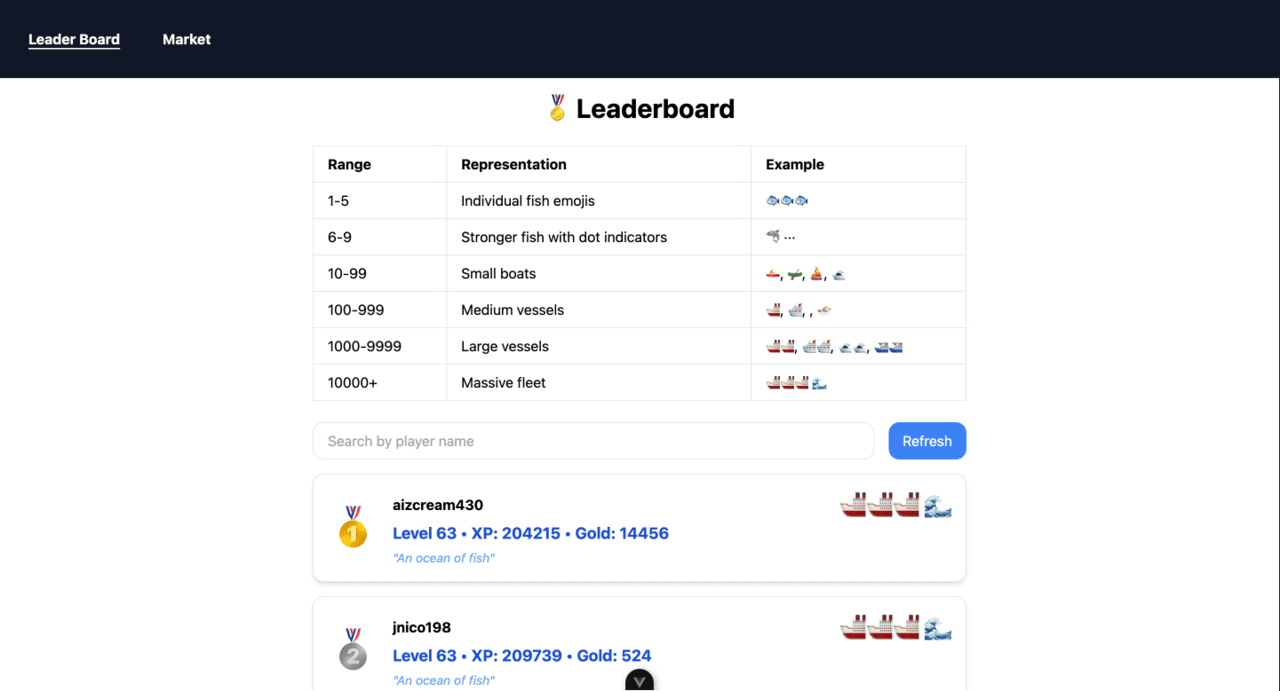 Leader Board Market
🏅 Leaderboard
Range Representation Example
1-5 Individual fish emojis 🐟🐟🐟
6-9 Stronger fish with dot indicators 🦈 ···
10-99 Small boats 🚣, 🛶, ⛵, 🛥️
100-999 Medium vessels 🚢, 🛳️, , 🐠
1000-9999 Large vessels 🚢🚢, 🛳️🛳️, 🛥️🛥️, 🚢🚢
10000+ Massive fleet 🚢🚢🚢🌊
Search by player name Refresh
🥇 aizcream430 🚢🚢🚢🌊
Level 63 • XP: 204215 • Gold: 14456
"An ocean of fish"
🥈 jnico198 🚢🚢🚢🌊
Level 63 • XP: 209739 • Gold: 524
"An ocean of fish"